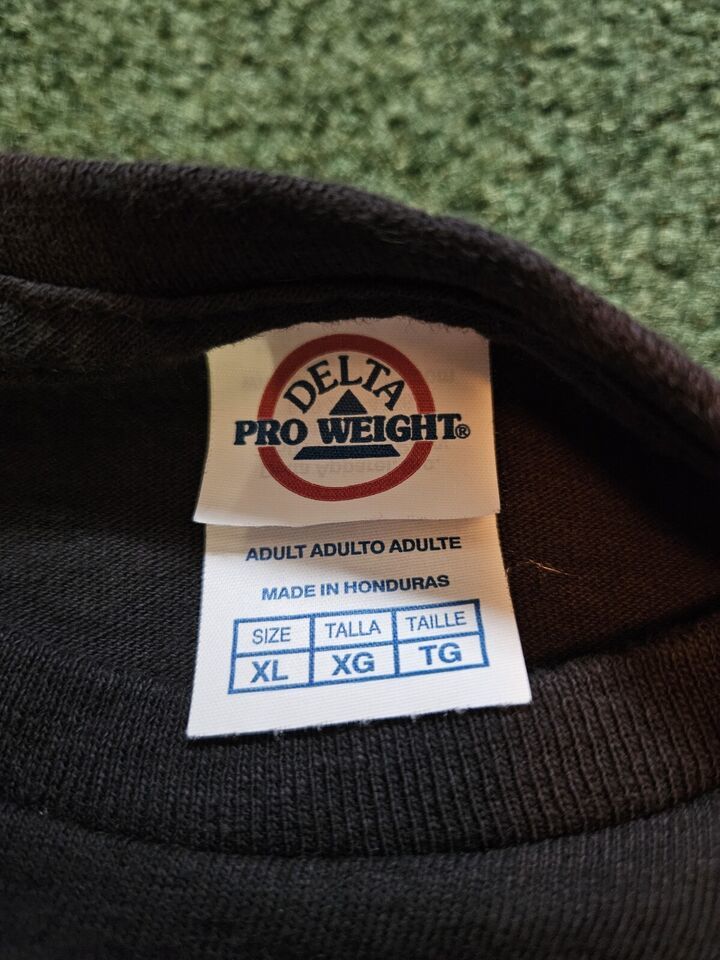 DELTA
PRO WEIGHT®
ADULT ADULTO ADULTE
MADE IN HONDURAS
SIZE TALLA TAILLE
XL XG TG